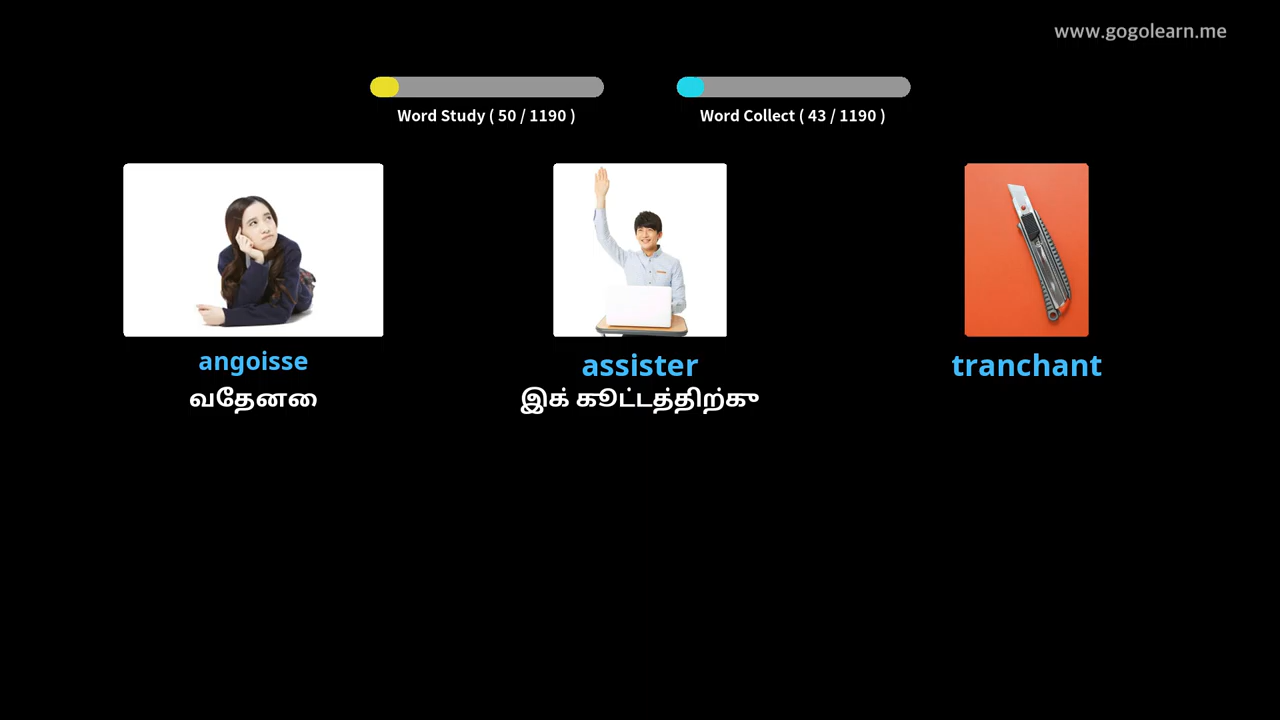 www.gogolearn.me
Word Study ( 50 / 1190 )
Word Collect ( 43 / 1190 )
angoisse
வதேனை
assister
இக் கூட்டத்திற்கு
tranchant